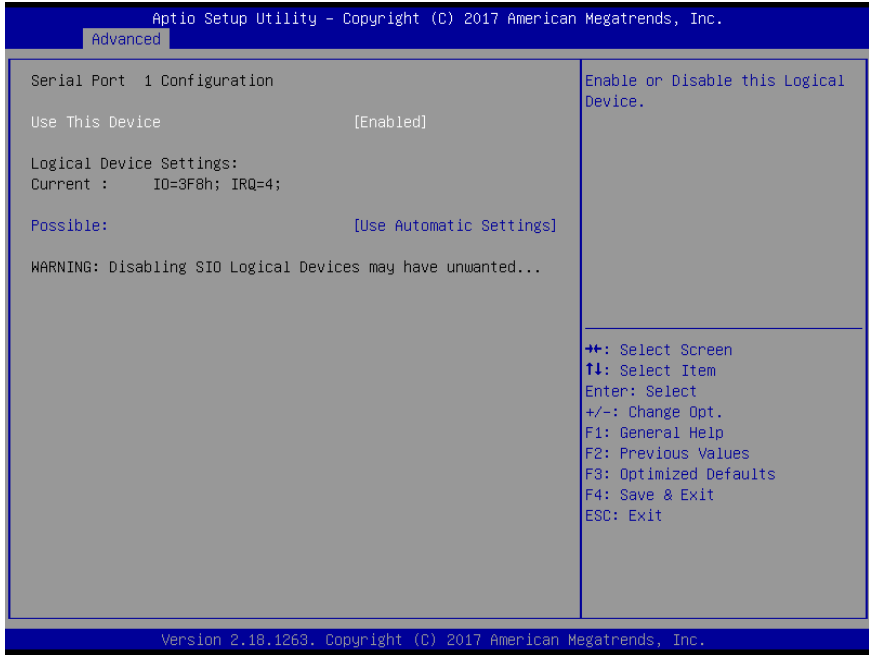 Aptio Setup Utility – Copyright (C) 2017 American Megatrends, Inc.
Advanced
Serial Port 1 Configuration
Use This Device [Enabled]
Logical Device Settings:
Current : IO=3F8h; IRQ=4;
Possible: [Use Automatic Settings]
WARNING: Disabling SIO Logical Devices may have unwanted...
Enable or Disable this Logical
Device.
→←: Select Screen
↑↓: Select Item
Enter: Select
+/-: Change Opt.
F1: General Help
F2: Previous Values
F3: Optimized Defaults
F4: Save & Exit
ESC: Exit
Version 2.18.1263. Copyright (C) 2017 American Megatrends, Inc.